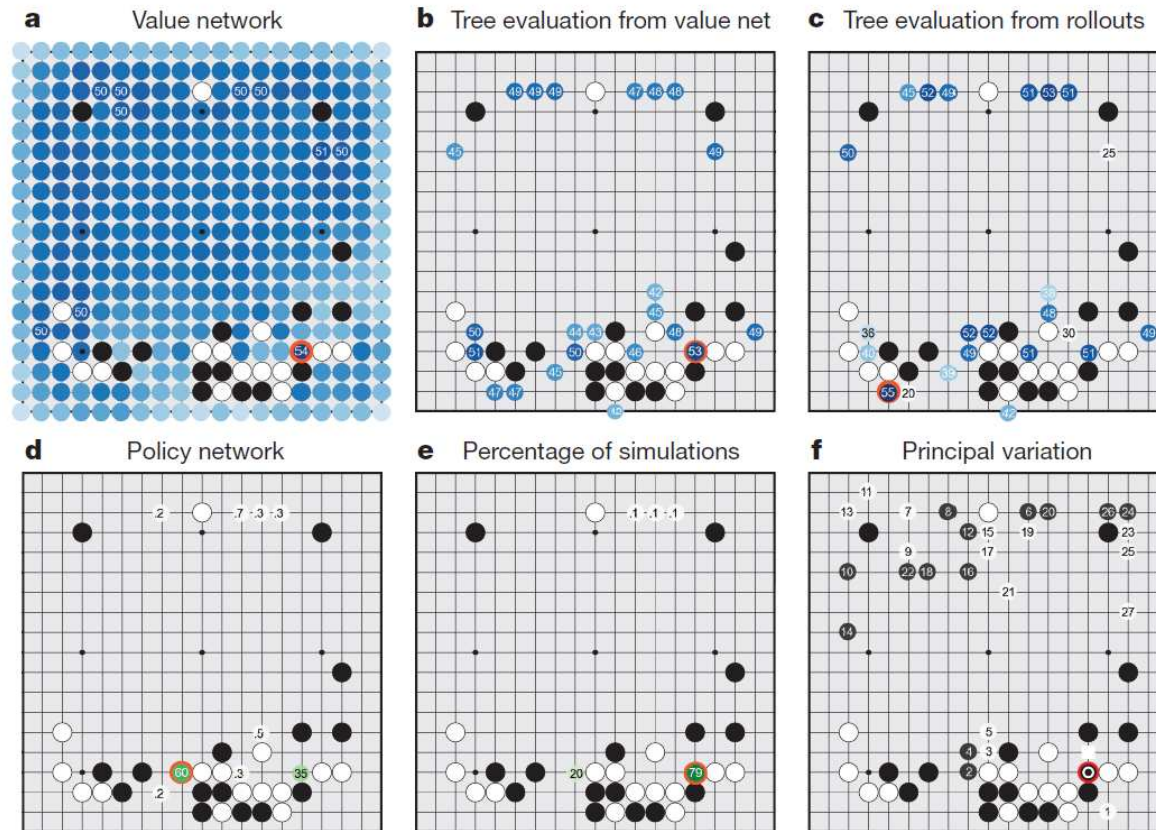 a Value network
b Tree evaluation from value net
c Tree evaluation from rollouts
50 50 50 50
50
51 50
50
50
54
49 49 49 47 48 48
45 49
42
45
50 44 43 48 49
51 50 46 53
45
47 47
45 52 49 51 53 51
50 25
48
36 52 52 30 49
40 49 51 51
39
55 20
42
d Policy network
e Percentage of simulations
f Principal variation
.2 .7 .3 .3
.5
60 .3 35
.2
.1 .1 .1
20 79
11
13 7 8 6 20 26 24
12 15 19 23
9 17 25
10 22 18 16
21
27
14
5
4 3
2
1